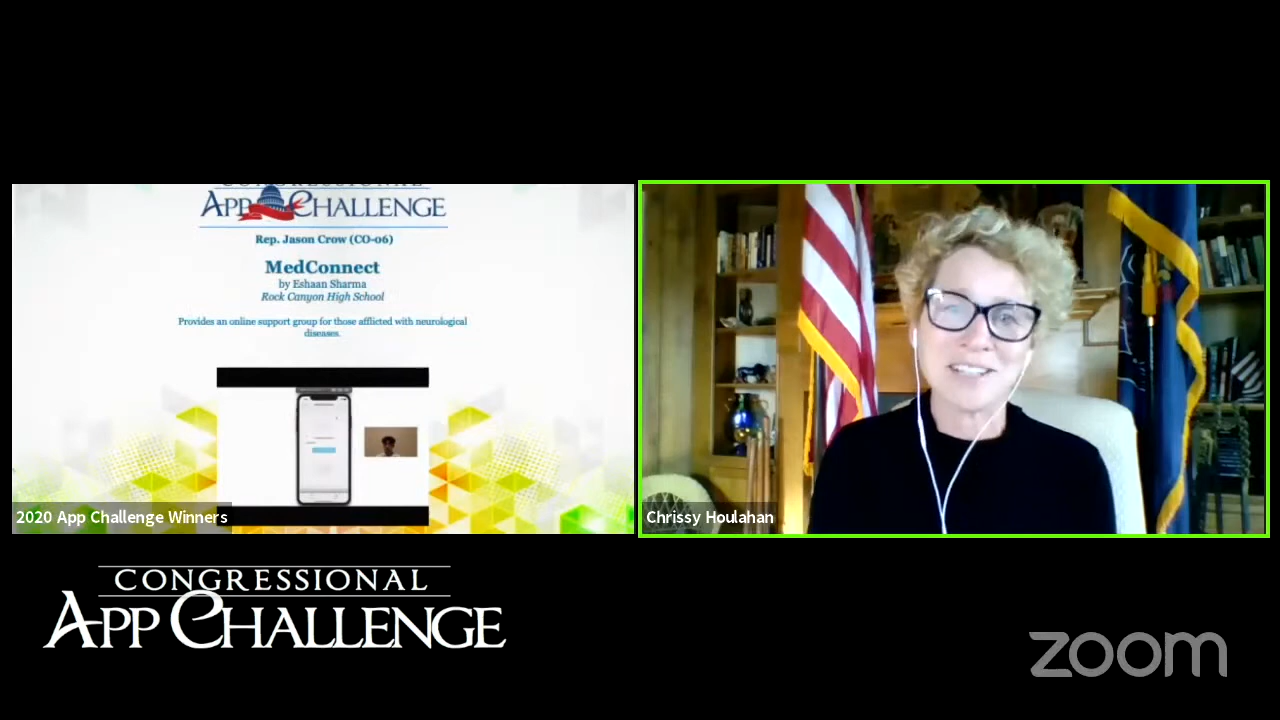 CONGRESSIONAL
APP CHALLENGE
Rep. Jason Crow (CO-06)
MedConnect
by Eshaan Sharma
Rock Canyon High School
Provides an online support group for those afflicted with neurological
diseases.
2020 App Challenge Winners
Chrissy Houlahan
CONGRESSIONAL
APP CHALLENGE
zoom